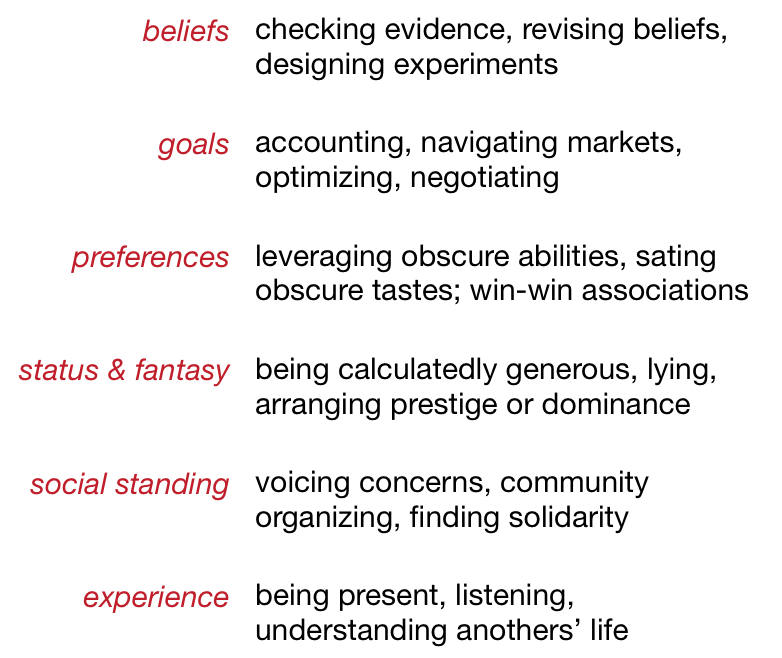 beliefs checking evidence, revising beliefs,
designing experiments
goals accounting, navigating markets,
optimizing, negotiating
preferences leveraging obscure abilities, sating
obscure tastes; win-win associations
status & fantasy being calculatedly generous, lying,
arranging prestige or dominance
social standing voicing concerns, community
organizing, finding solidarity
experience being present, listening,
understanding anothers’ life